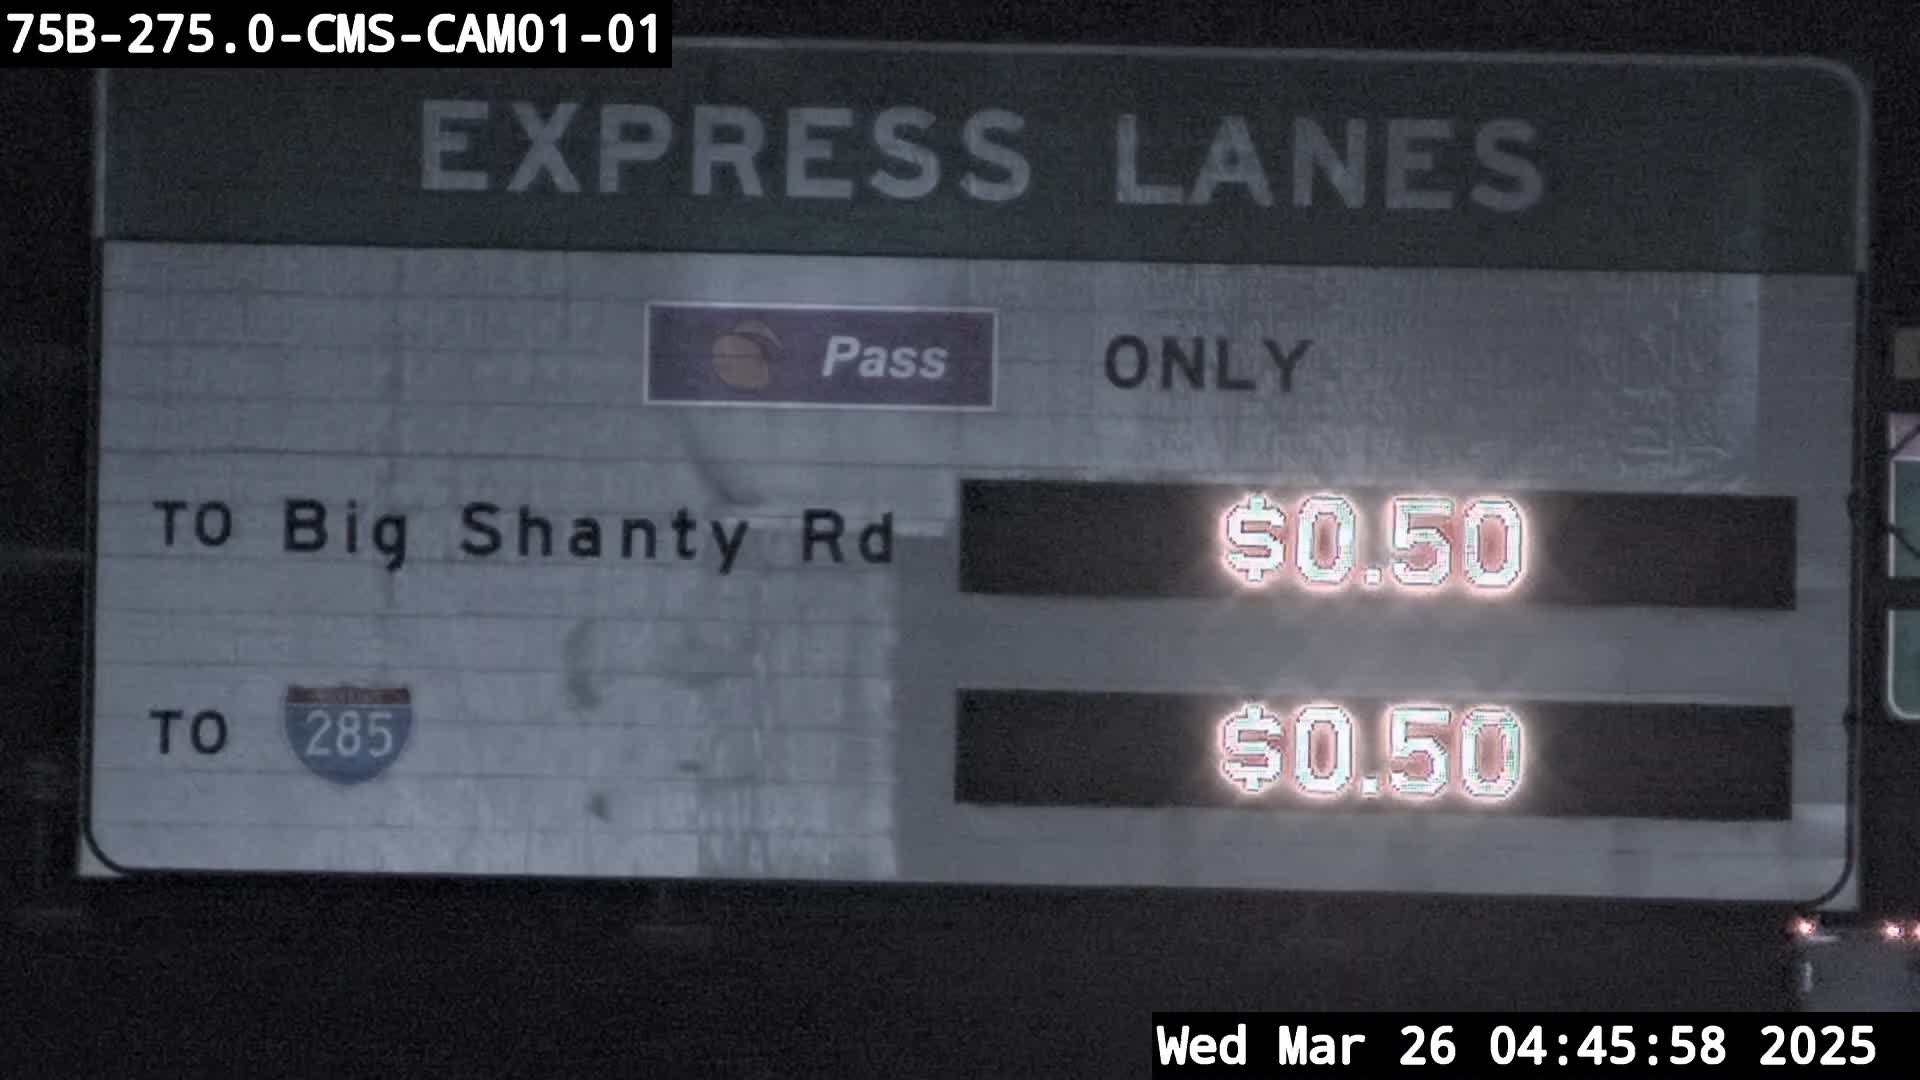 75B-275.0-CMS-CAM01-01
EXPRESS LANES
Pass ONLY
TO Big Shanty Rd $0.50
TO 285 $0.50
Wed Mar 26 04:45:58 2025